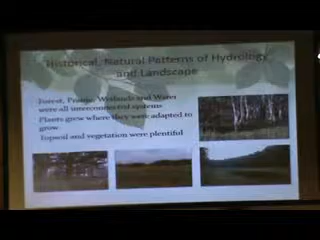 Historical, Natural Patterns of Hydrology
and Landscape
Forest, Prairie, Wetlands and Water
were all interconnected systems
Plants grew where they were adapted to
grow
Topsoil and vegetation were plentiful